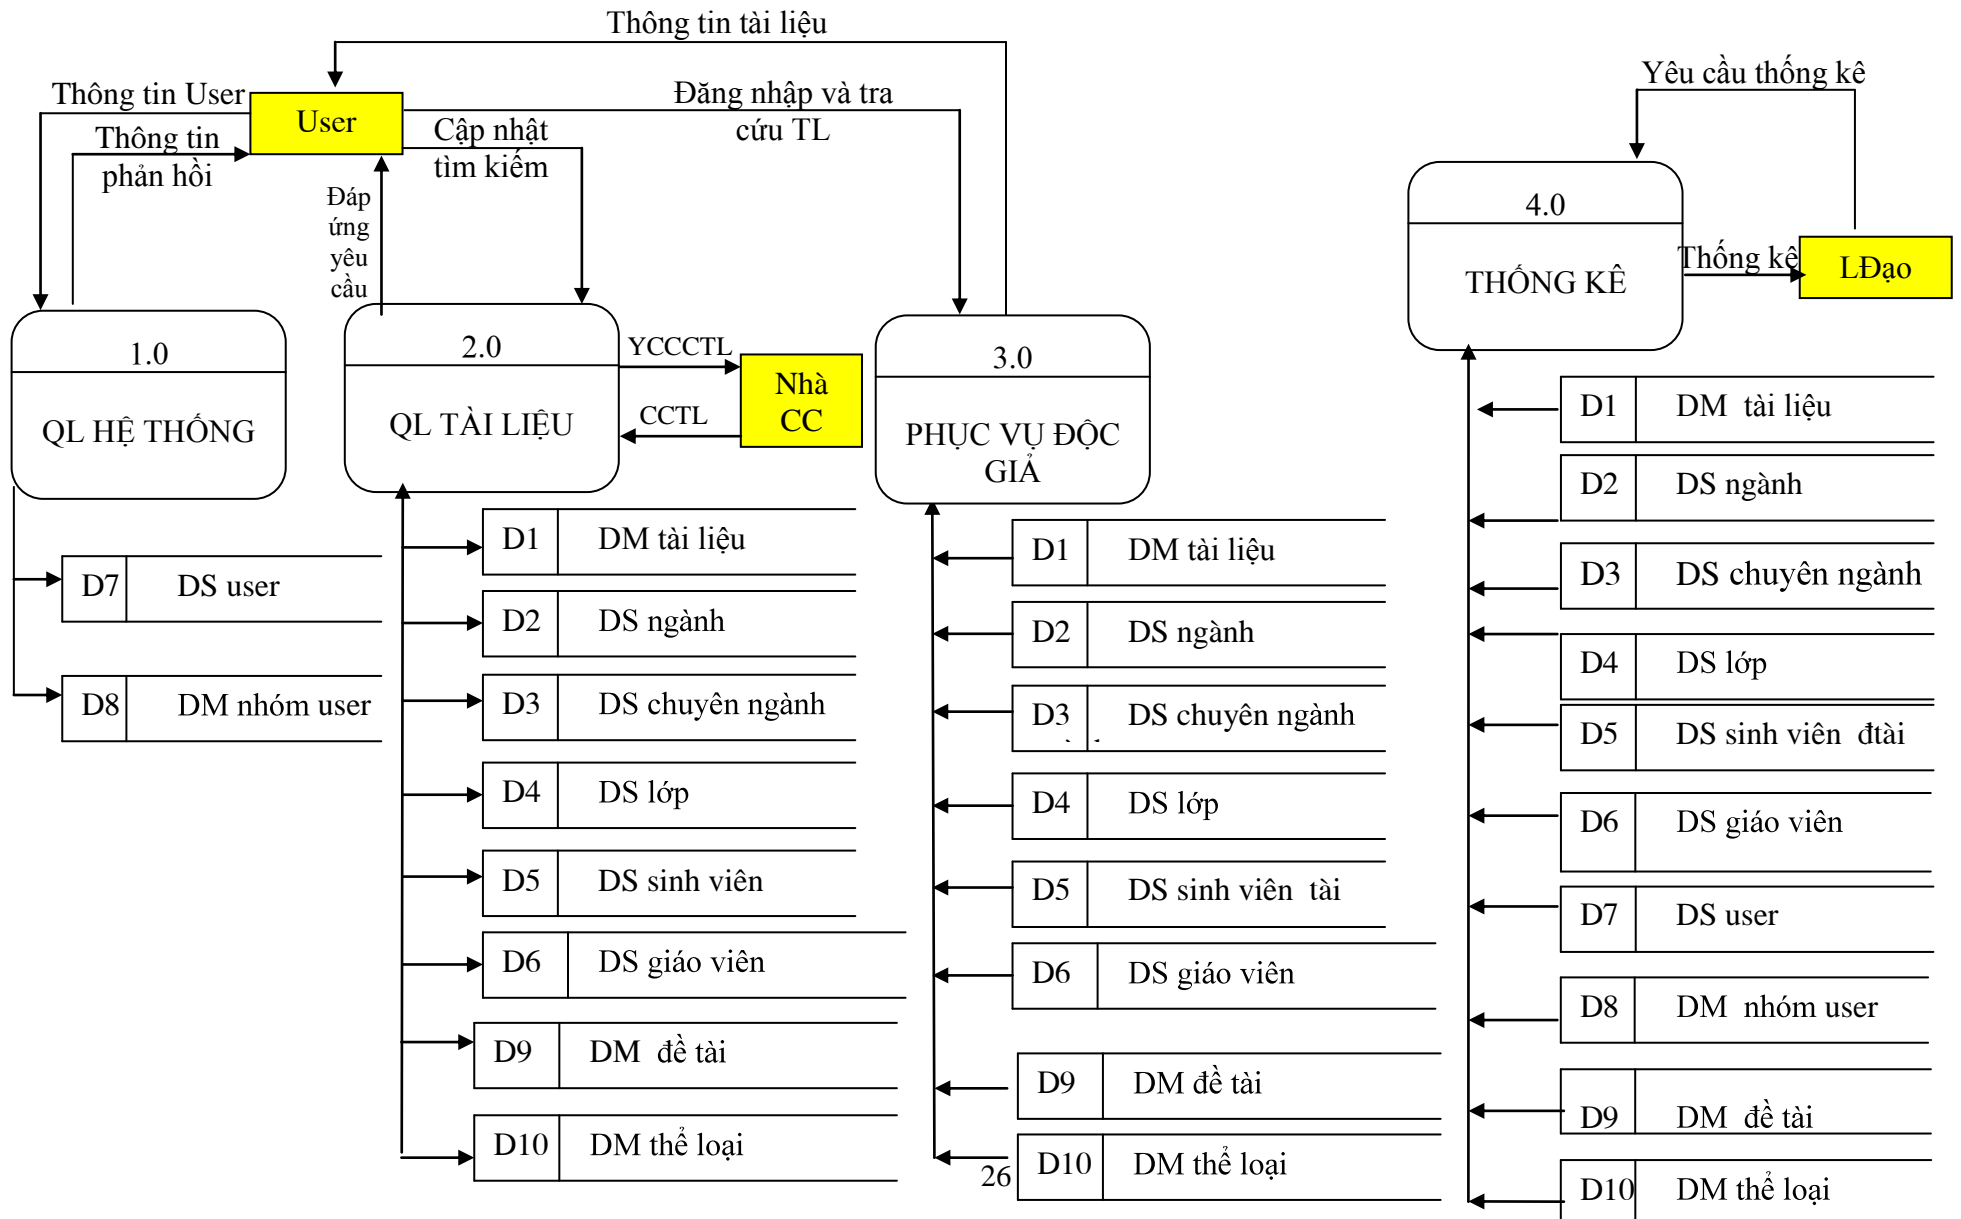 Thông tin tài liệu
Yêu cầu thống kê
Thông tin User
User
Đăng nhập và tra
cứu TL
Cập nhật
tìm kiếm
Thông tin
phản hồi
Đáp
ứng
yêu
cầu
4.0
THỐNG KÊ
Thống kê
LĐạo
1.0
QL HỆ THỐNG
2.0
QL TÀI LIỆU
YCCCTL
CCTL
Nhà
CC
3.0
PHỤC VỤ ĐỘC
GIẢ
D7 DS user
D8 DM nhóm user
D1 DM tài liệu
D2 DS ngành
D3 DS chuyên ngành
D4 DS lớp
D5 DS sinh viên
D6 DS giáo viên
D9 DM đề tài
D10 DM thể loại
D1 DM tài liệu
D2 DS ngành
D3 DS chuyên ngành
D4 DS lớp
D5 DS sinh viên tài
D6 DS giáo viên
D9 DM đề tài
D10 DM thể loại
26
D1 DM tài liệu
D2 DS ngành
D3 DS chuyên ngành
D4 DS lớp
D5 DS sinh viên đtài
D6 DS giáo viên
D7 DS user
D8 DM nhóm user
D9 DM đề tài
D10 DM thể loại